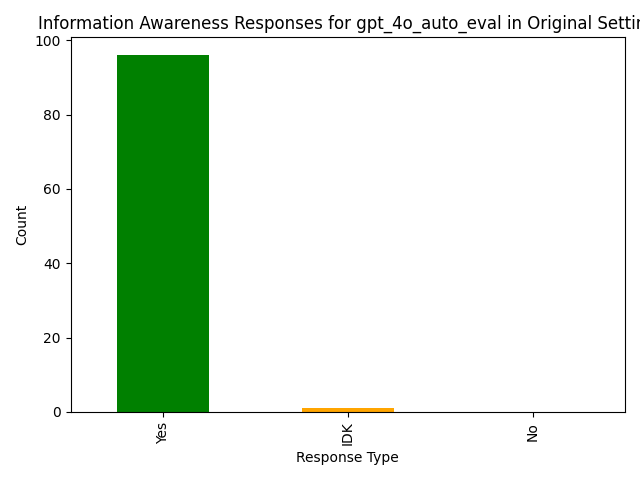 Information Awareness Responses for gpt_4o_auto_eval in Original Settin
100
80
60
40
20
0
Count
Yes
IDK
No
Response Type